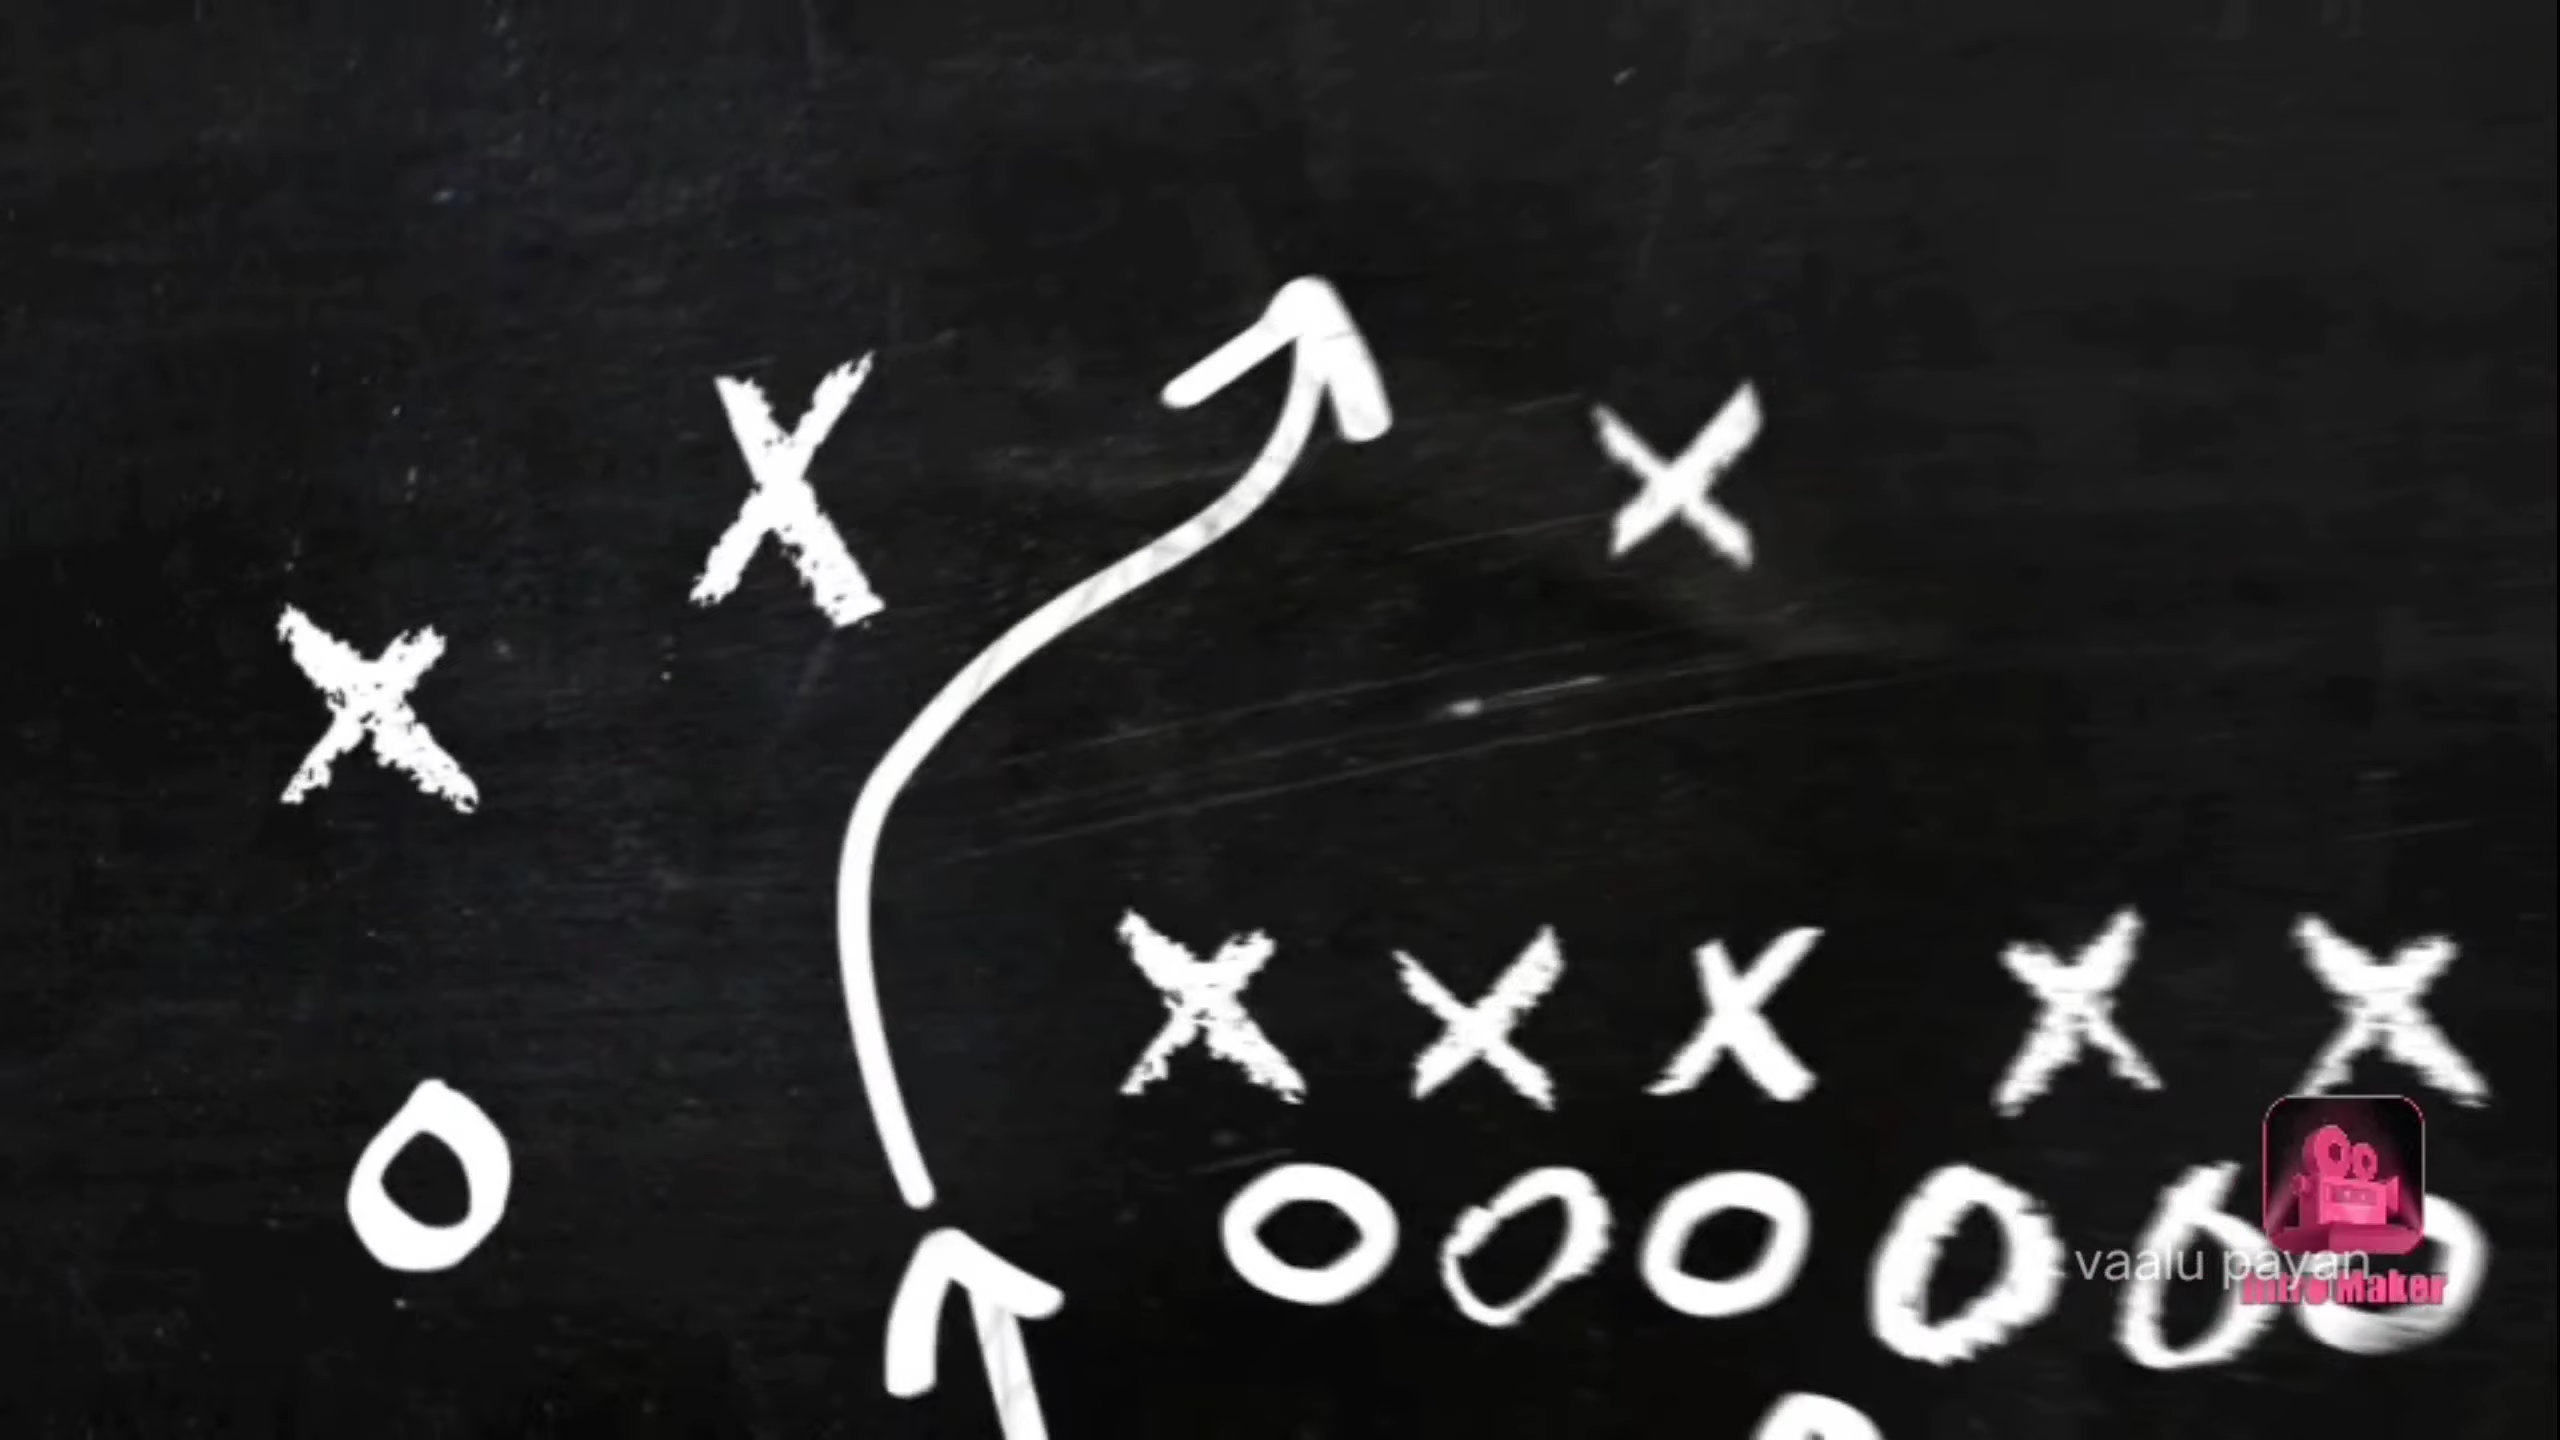 X
X
X
X X X X X
O
O O O O O O
vaalu payan
Intro Maker